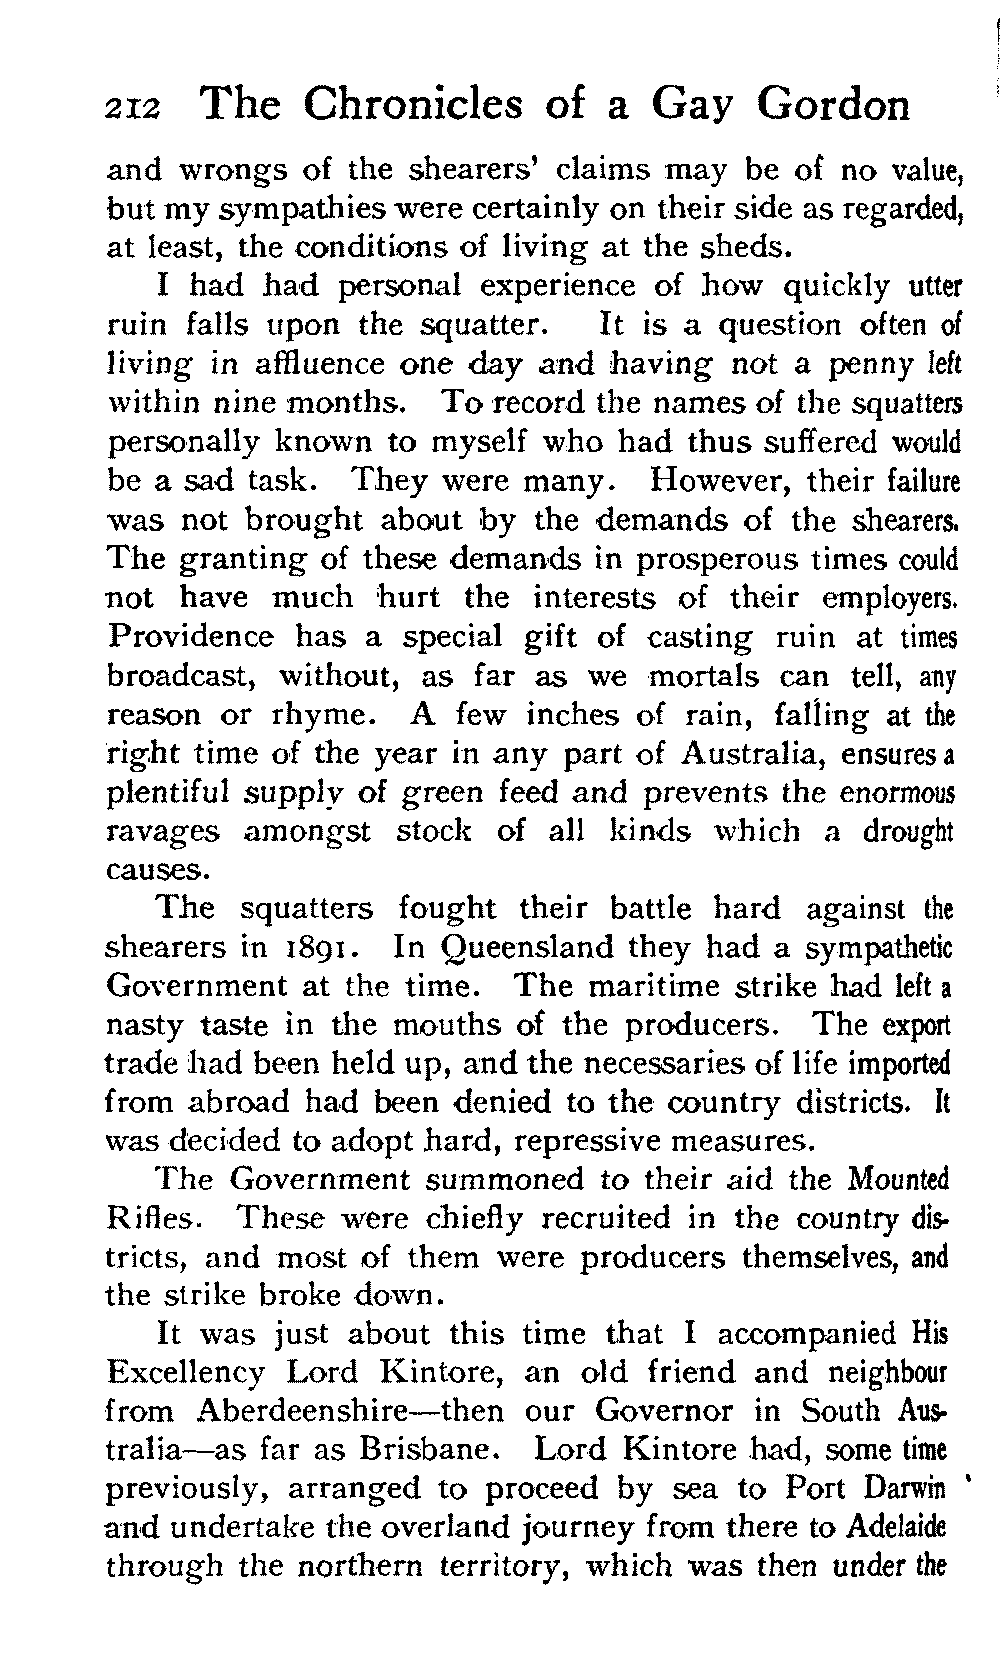 212 The Chronicles of a Gay Gordon
and wrongs of the shearers' claims may be of no value,
but my sympathies were certainly on their side as regarded,
at least, the conditions of living at the sheds.
I had had personal experience of how quickly utter
ruin falls upon the squatter. It is a question often of
living in affluence one day and having not a penny left
within nine months. To record the names of the squatters
personally known to myself who had thus suffered would
be a sad task. They were many. However, their failure
was not brought about by the demands of the shearers.
The granting of these demands in prosperous times could
not have much hurt the interests of their employers.
Providence has a special gift of casting ruin at times
broadcast, without, as far as we mortals can tell, any
reason or rhyme. A few inches of rain, falling at the
right time of the year in any part of Australia, ensures a
plentiful supply of green feed and prevents the enormous
ravages amongst stock of all kinds which a drought
causes.
The squatters fought their battle hard against the
shearers in 1891. In Queensland they had a sympathetic
Government at the time. The maritime strike had left a
nasty taste in the mouths of the producers. The export
trade had been held up, and the necessaries of life imported
from abroad had been denied to the country districts. It
was decided to adopt hard, repressive measures.
The Government summoned to their aid the Mounted
Rifles. These were chiefly recruited in the country dis-
tricts, and most of them were producers themselves, and
the strike broke down.
It was just about this time that I accompanied His
Excellency Lord Kintore, an old friend and neighbour
from Aberdeenshire—then our Governor in South Aus-
tralia—as far as Brisbane. Lord Kintore had, some time
previously, arranged to proceed by sea to Port Darwin
and undertake the overland journey from there to Adelaide
through the northern territory, which was then under the